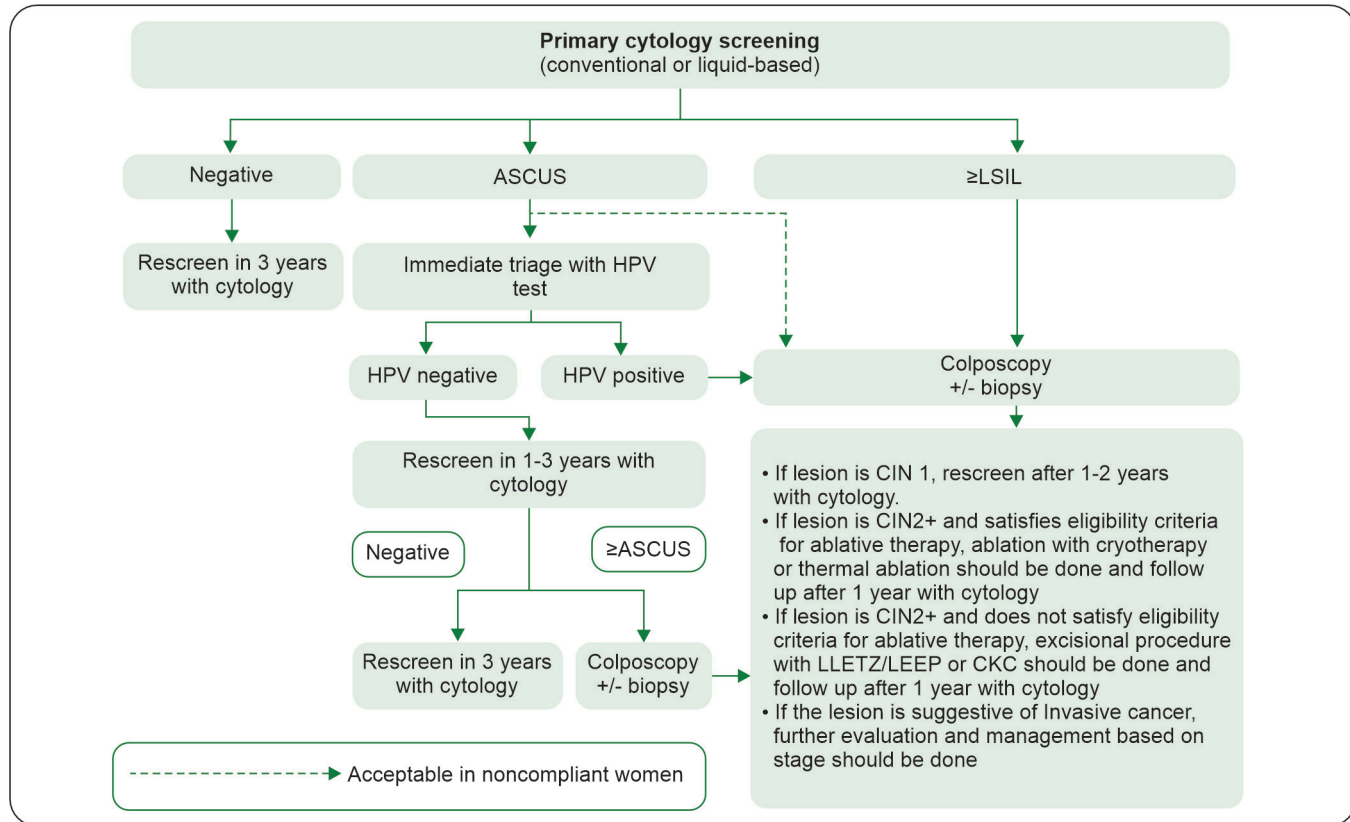 Primary cytology screening
(conventional or liquid-based)
Negative
ASCUS
≥LSIL
Rescreen in 3 years
with cytology
Immediate triage with HPV
test
HPV negative
HPV positive
Colposcopy
+/- biopsy
Rescreen in 1-3 years with
cytology
Negative
≥ASCUS
Rescreen in 3 years
with cytology
Colposcopy
+/- biopsy
• If lesion is CIN 1, rescreen after 1-2 years
with cytology.
• If lesion is CIN2+ and satisfies eligibility criteria
for ablative therapy, ablation with cryotherapy
or thermal ablation should be done and follow
up after 1 year with cytology
• If lesion is CIN2+ and does not satisfy eligibility
criteria for ablative therapy, excisional procedure
with LLETZ/LEEP or CKC should be done and
follow up after 1 year with cytology
• If the lesion is suggestive of Invasive cancer,
further evaluation and management based on
stage should be done
Acceptable in noncompliant women